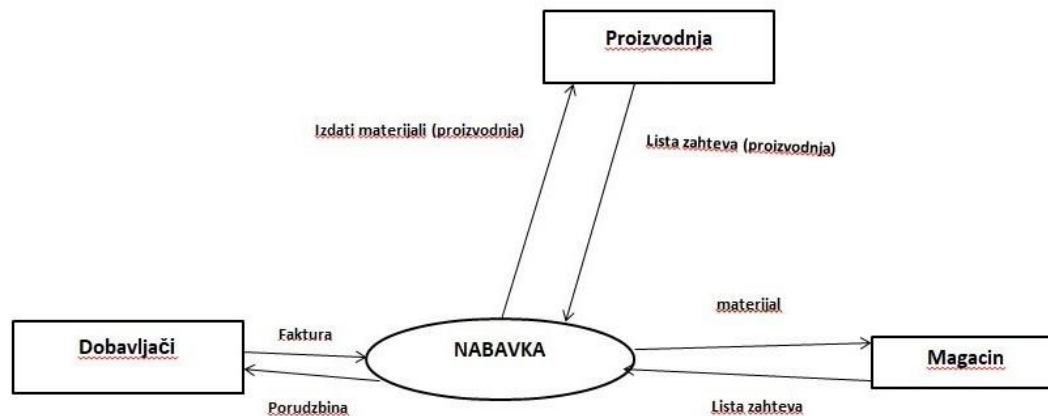 Proizvodnja
Izdati materijali (proizvodnja)
Lista zahteva (proizvodnja)
materijal
Dobavljači
Faktura
NABAVKA
Magacin
Porudzbina
Lista zahteva